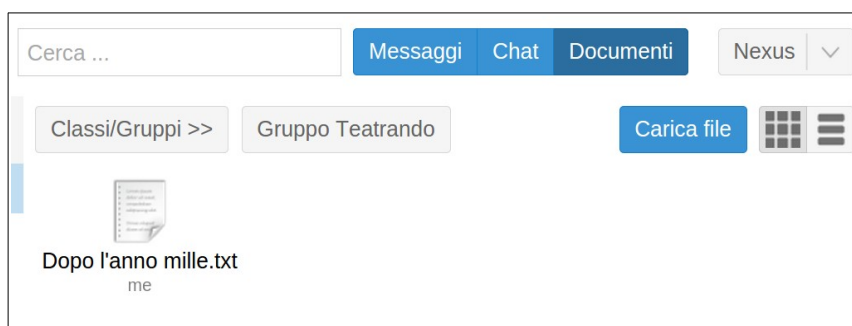 Cerca ...
Messaggi Chat Documenti
Nexus
Classi/Gruppi >>
Gruppo Teatrando
Carica file
Dopo l'anno mille.txt
me